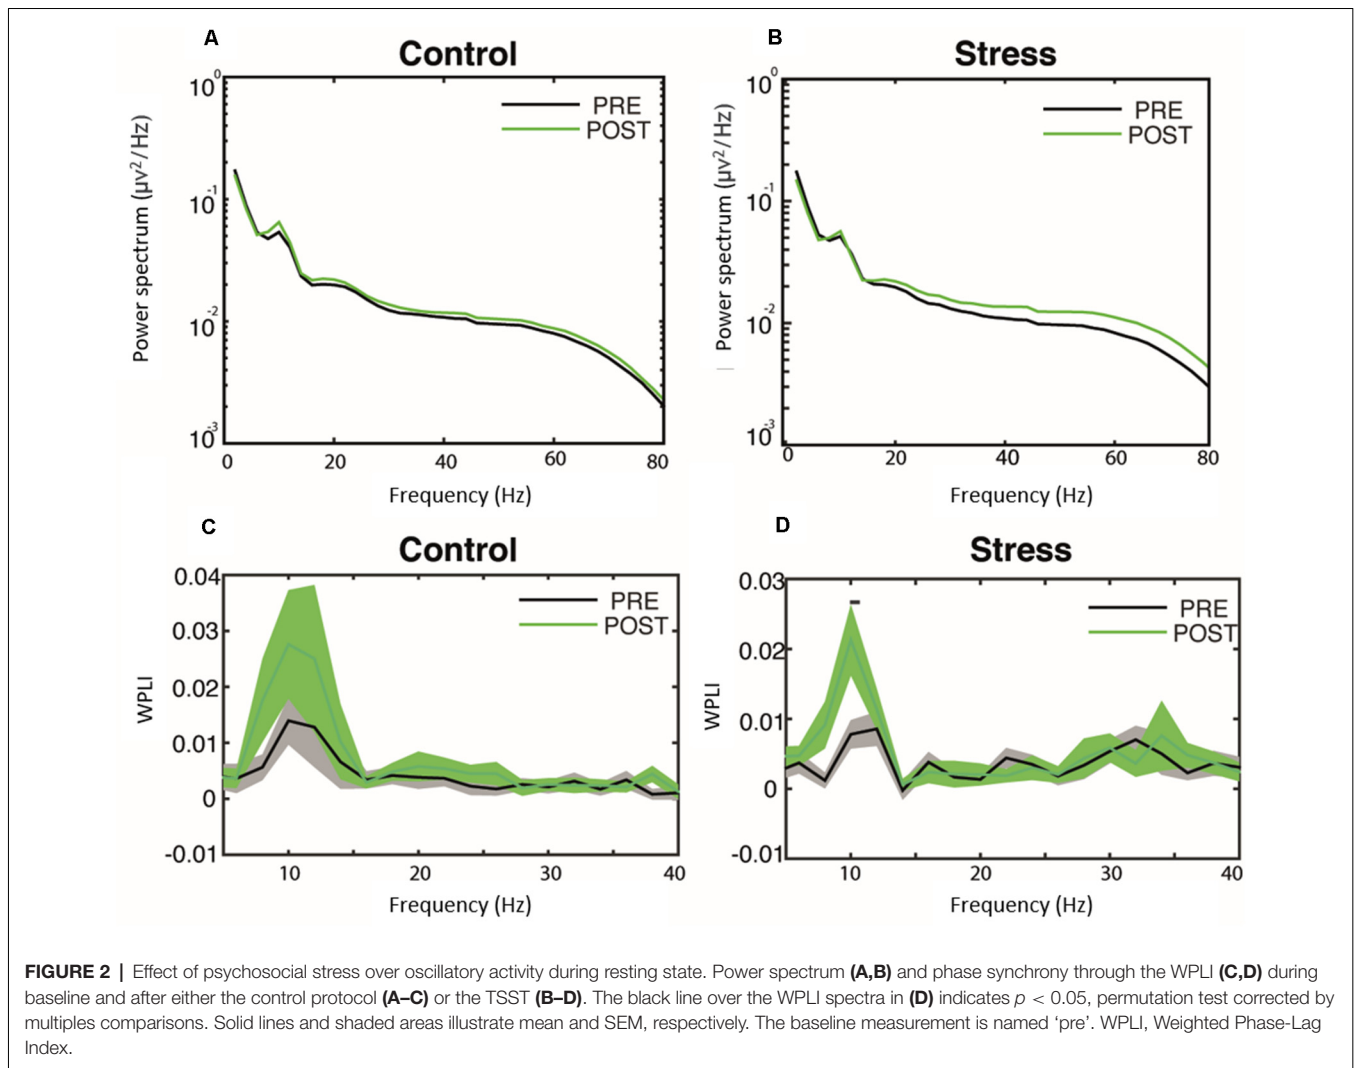 A
Control
PRE
POST
Power spectrum (µv²/Hz)
10⁰
10⁻¹
10⁻²
10⁻³
0 20 40 60 80
Frequency (Hz)
B
Stress
PRE
POST
Power spectrum (µv²/Hz)
10⁰
10⁻¹
10⁻²
10⁻³
0 20 40 60 80
Frequency (Hz)
C
Control
PRE
POST
WPLI
0.04
0.03
0.02
0.01
0
-0.01
10 20 30 40
Frequency (Hz)
D
Stress
PRE
POST
WPLI
0.03
0.02
0.01
0
-0.01
10 20 30 40
Frequency (Hz)
FIGURE 2 | Effect of psychosocial stress over oscillatory activity during resting state. Power spectrum (A,B) and phase synchrony through the WPLI (C,D) during
baseline and after either the control protocol (A–C) or the TSST (B–D). The black line over the WPLI spectra in (D) indicates p < 0.05, permutation test corrected by
multiples comparisons. Solid lines and shaded areas illustrate mean and SEM, respectively. The baseline measurement is named ‘pre’. WPLI, Weighted Phase-Lag
Index.